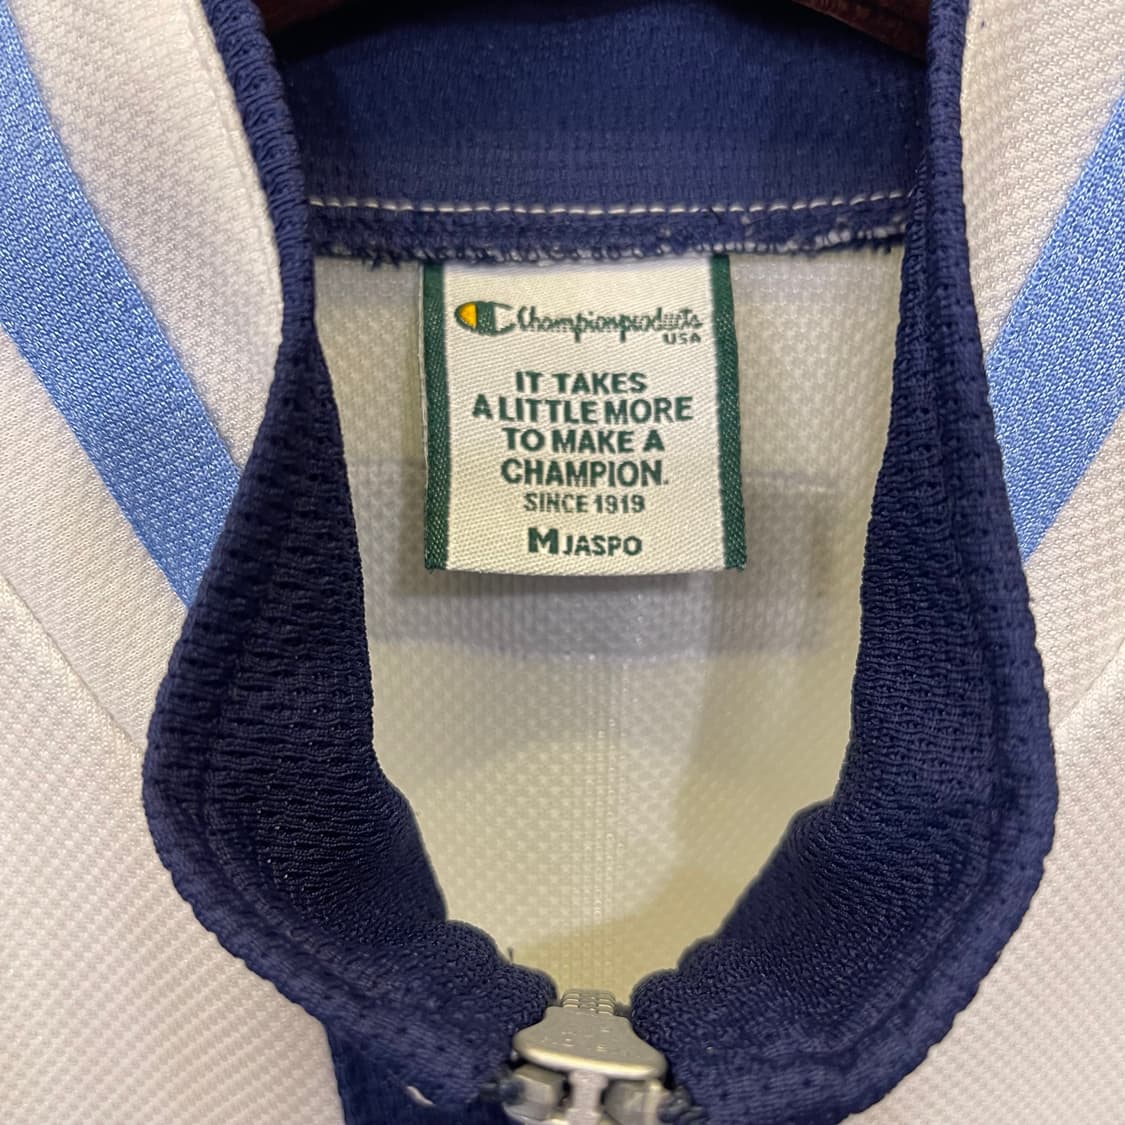 Championproducts
USA
IT TAKES
A LITTLE MORE
TO MAKE A
CHAMPION.
SINCE 1919
M JASPO